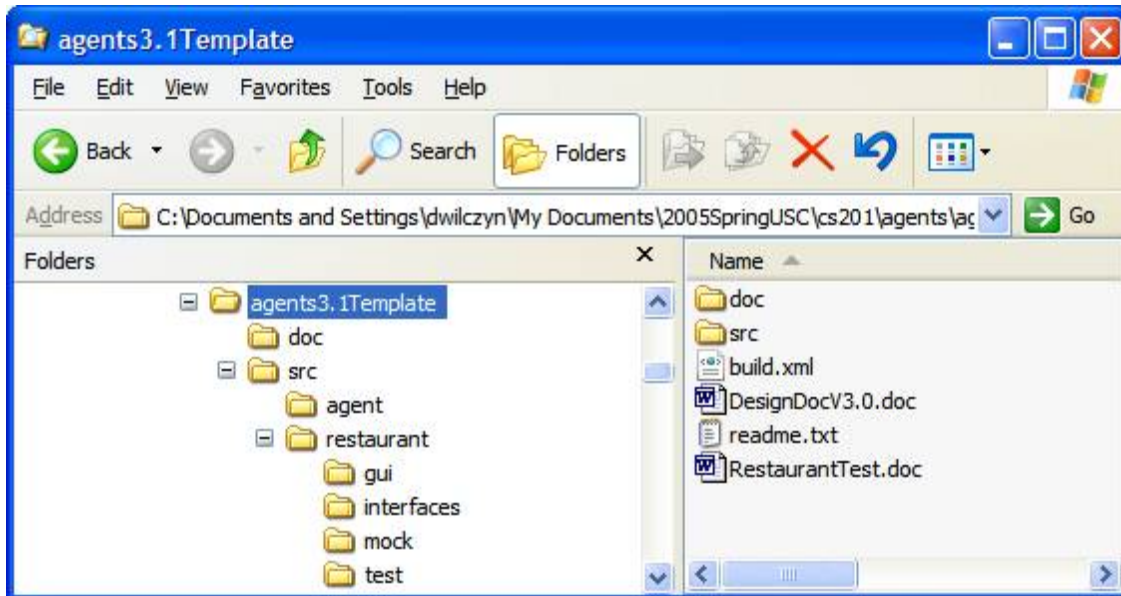 agents3.1Template
File Edit View Favorites Tools Help
Back Search Folders
Address C:\Documents and Settings\dwilczyn\My Documents\2005SpringUSC\cs201\agents\ag Go
Folders
agents3.1Template
doc
src
agent
restaurant
gui
interfaces
mock
test
Name
doc
src
build.xml
DesignDocV3.0.doc
readme.txt
RestaurantTest.doc